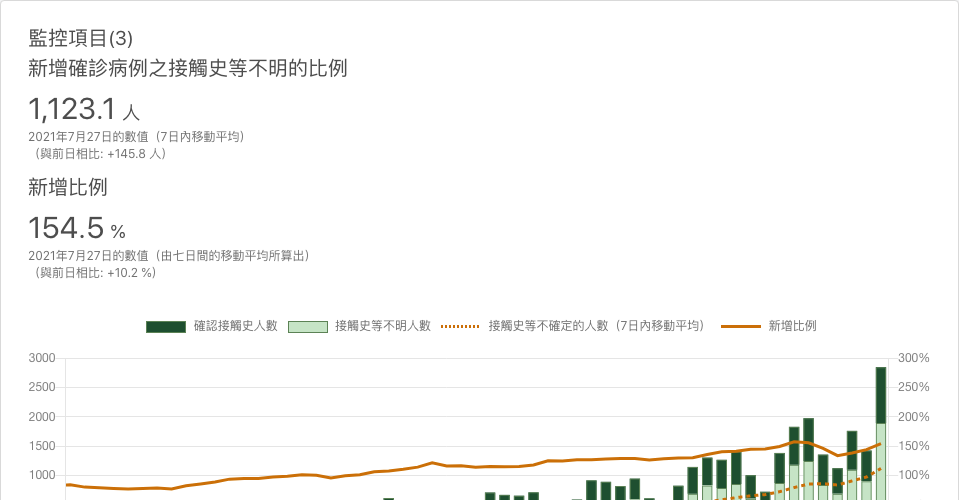 監控項目(3)
新增確診病例之接觸史等不明的比例
1,123.1 人
2021年7月27日的數值（7日內移動平均）
（與前日相比: +145.8 人）
新增比例
154.5 %
2021年7月27日的數值（由七日間的移動平均所算出）
（與前日相比: +10.2 %）
確認接觸史人數 接觸史等不明人數 接觸史等不確定的人數（7日內移動平均） 新增比例
3000 300%
2500 250%
2000 200%
1500 150%
1000 100%